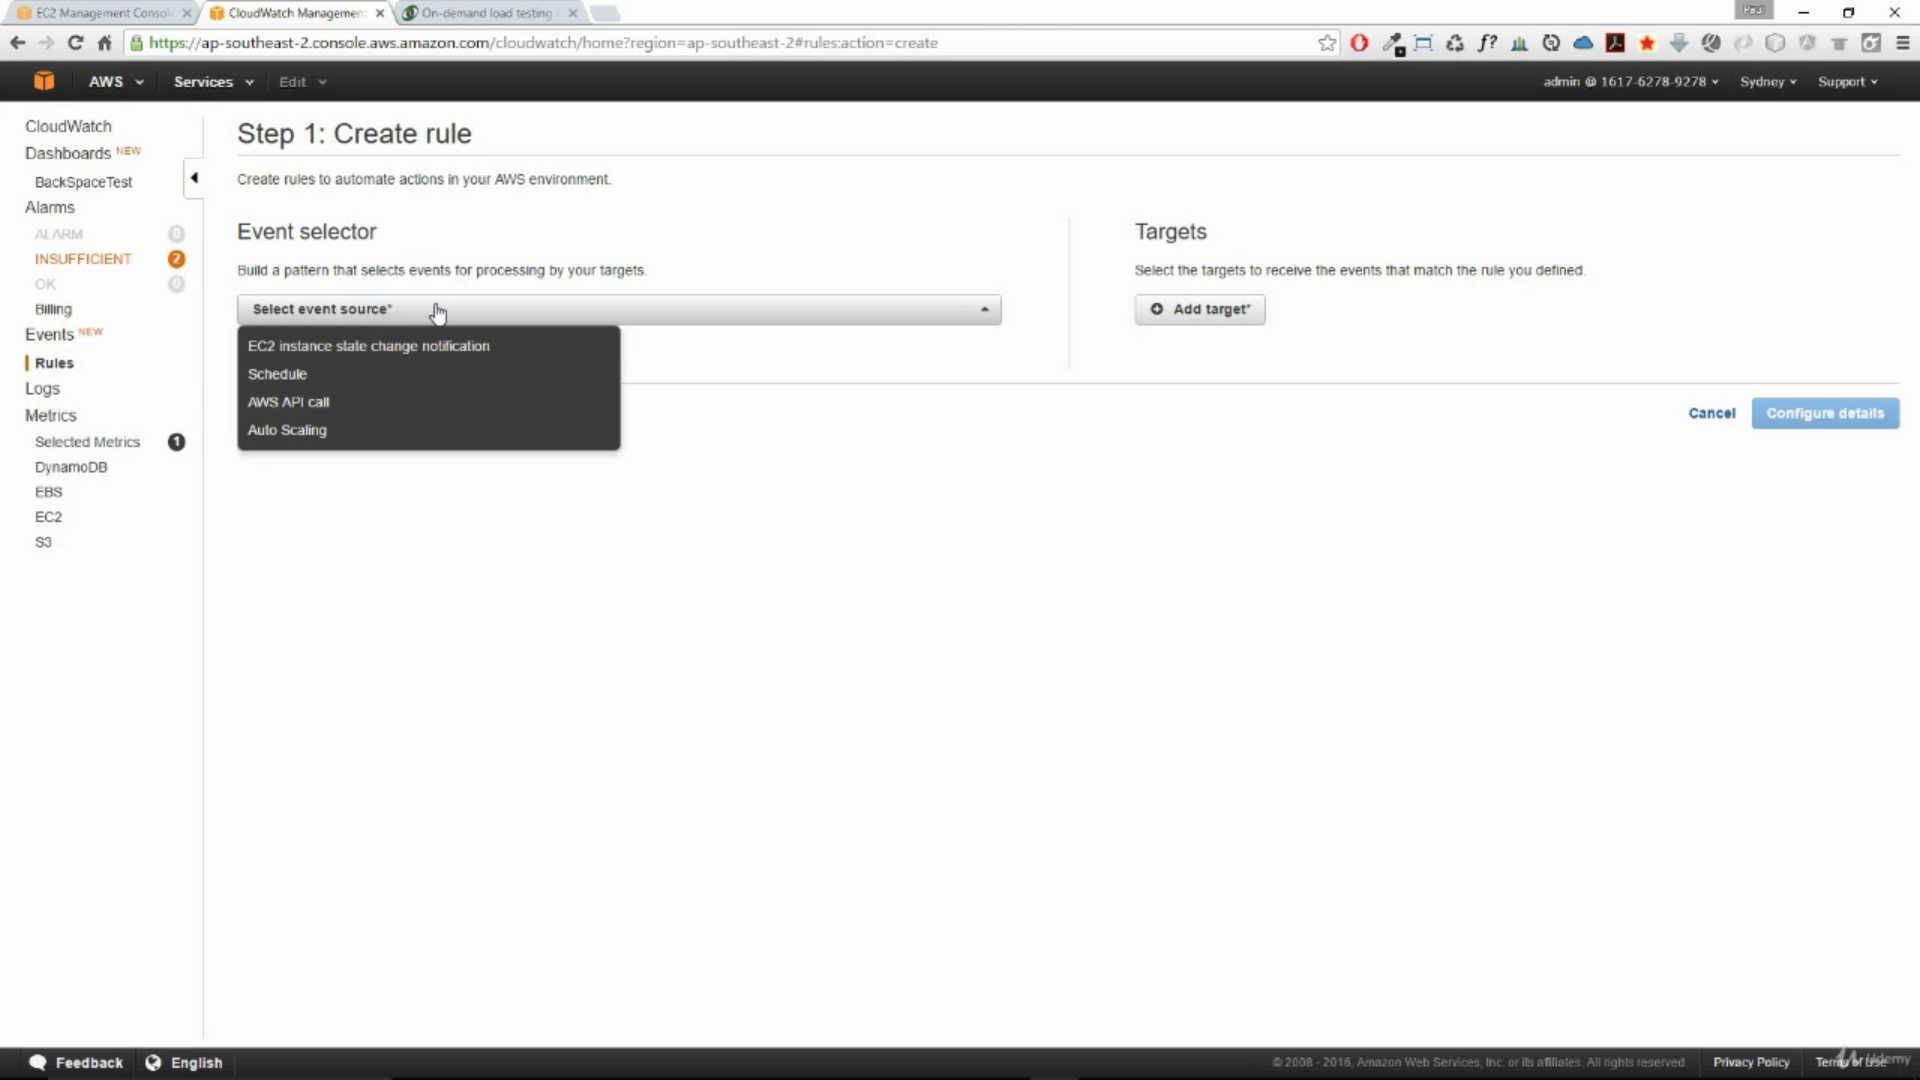 EC2 Management Consol
CloudWatch Managemen
On-demand load testing
Paul
https://ap-southeast-2.console.aws.amazon.com/cloudwatch/home?region=ap-southeast-2#rules:action=create
f?
AWS
Services
Edit
admin @ 1617-6278-9278
Sydney
Support
CloudWatch
Dashboards NEW
BackSpaceTest
Alarms
ALARM 0
INSUFFICIENT 2
OK 0
Billing
Events NEW
Rules
Logs
Metrics
Selected Metrics 1
DynamoDB
EBS
EC2
S3
Step 1: Create rule
Create rules to automate actions in your AWS environment.
Event selector
Build a pattern that selects events for processing by your targets.
Select event source*
EC2 instance state change notification
Schedule
AWS API call
Auto Scaling
Targets
Select the targets to receive the events that match the rule you defined.
Add target*
Cancel
Configure details
Feedback
English
© 2008 - 2016, Amazon Web Services, Inc. or its affiliates. All rights reserved.
Privacy Policy
Terms of Use
Udemy